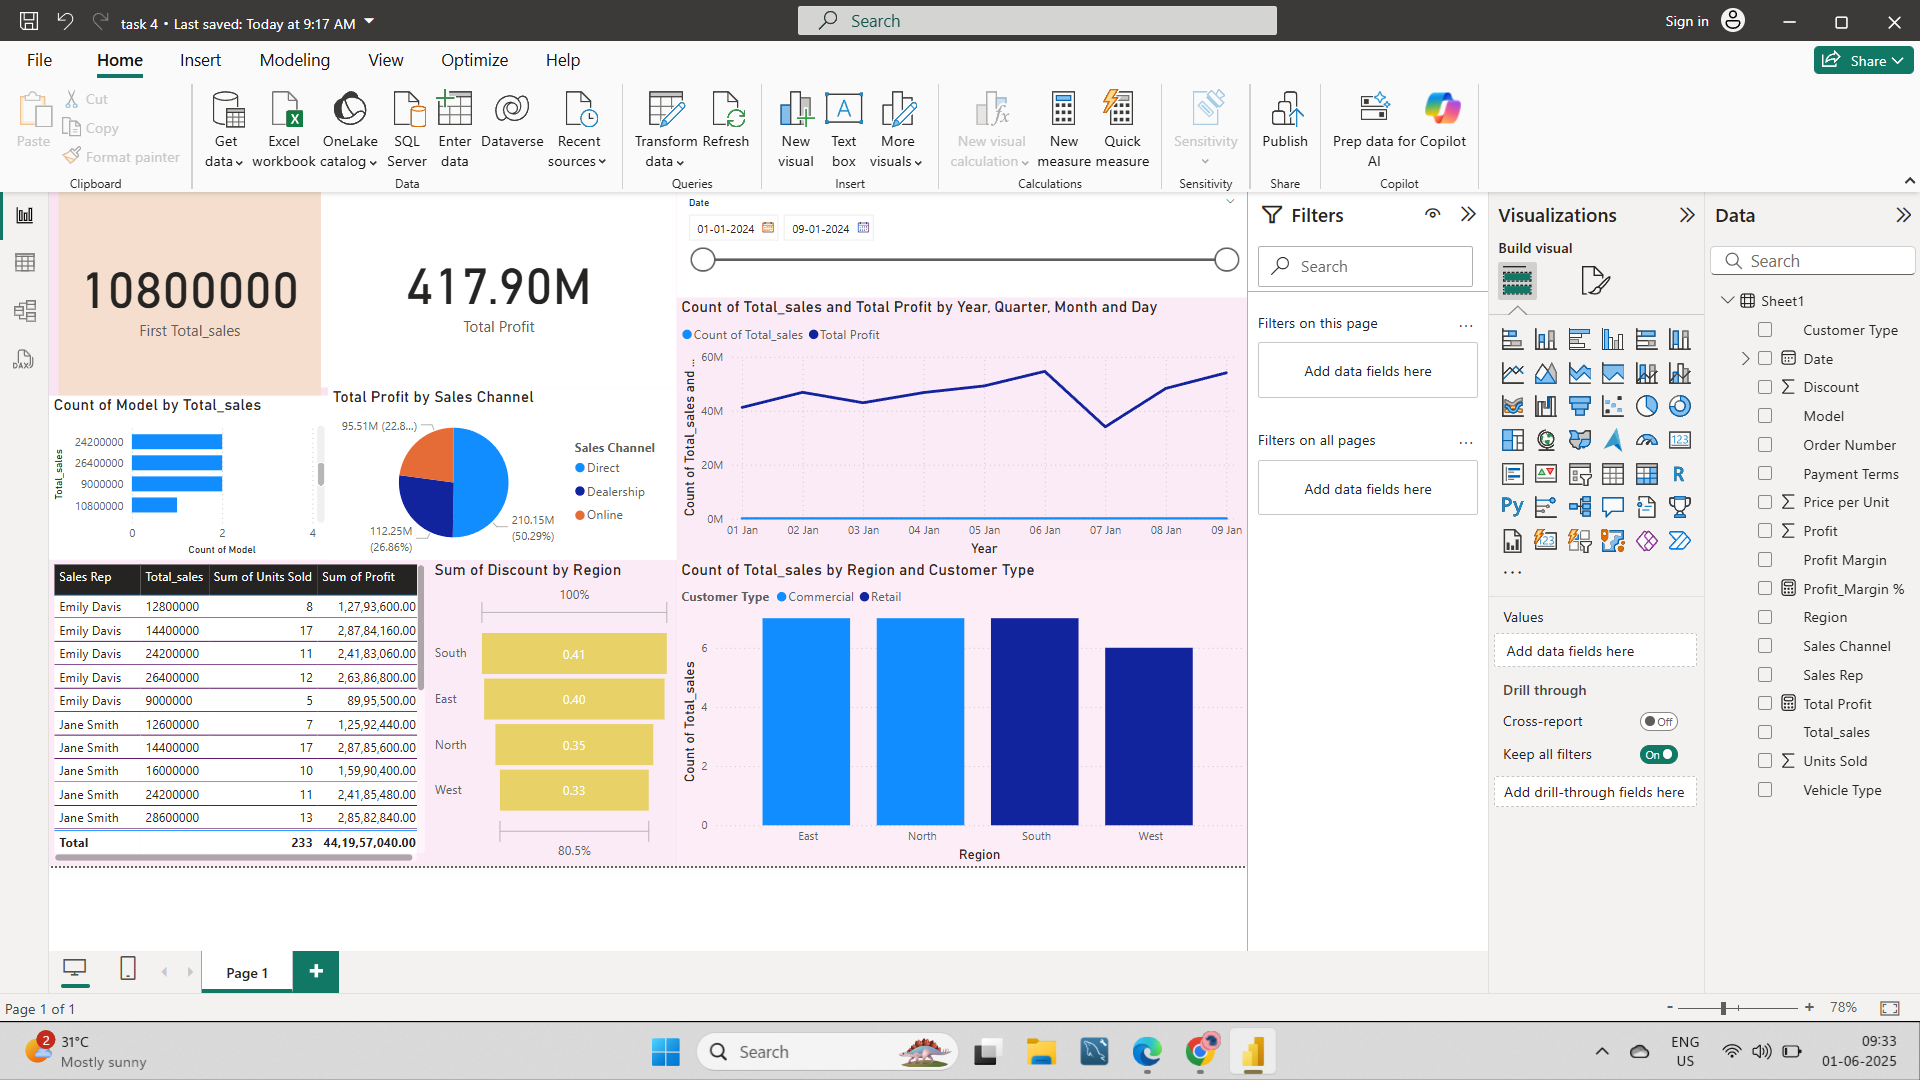 task 4 • Last saved: Today at 9:17 AM
Search
Sign in
File
Home
Insert
Modeling
View
Optimize
Help
Share
Paste
Cut
Copy
Format painter
Clipboard
Get data
Excel workbook
OneLake catalog
SQL Server
Enter data
Dataverse
Recent sources
Data
Transform data
Refresh
Queries
New visual
Text box
More visuals
Insert
New visual calculation
New measure
Quick measure
Calculations
Sensitivity
Sensitivity
Publish
Share
Prep data for AI
Copilot
Copilot
10800000
First Total_sales
417.90M
Total Profit
Date
01-01-2024
09-01-2024
Count of Total_sales and Total Profit by Year, Quarter, Month and Day
Count of Total_sales
Total Profit
Count of Total_sales and ...
60M
40M
20M
0M
01 Jan
02 Jan
03 Jan
04 Jan
05 Jan
06 Jan
07 Jan
08 Jan
09 Jan
Year
Count of Model by Total_sales
Total_sales
24200000
26400000
9000000
10800000
0
2
4
Count of Model
Total Profit by Sales Channel
95.51M (22.8...)
112.25M
(26.86%)
210.15M
(50.29%)
Sales Channel
Direct
Dealership
Online
Sales Rep Total_sales Sum of Units Sold Sum of Profit
Emily Davis 12800000 8 1,27,93,600.00
Emily Davis 14400000 17 2,87,84,160.00
Emily Davis 24200000 11 2,41,83,060.00
Emily Davis 26400000 12 2,63,86,800.00
Emily Davis 9000000 5 89,95,500.00
Jane Smith 12600000 7 1,25,92,440.00
Jane Smith 14400000 17 2,87,85,600.00
Jane Smith 16000000 10 1,59,90,400.00
Jane Smith 24200000 11 2,41,85,480.00
Jane Smith 28600000 13 2,85,82,840.00
Total 233 44,19,57,040.00
Sum of Discount by Region
100%
South 0.41
East 0.40
North 0.35
West 0.33
80.5%
Count of Total_sales by Region and Customer Type
Customer Type
Commercial
Retail
Count of Total_sales
6
4
2
0
East
North
South
West
Region
Filters
Search
Filters on this page
...
Add data fields here
Filters on all pages
...
Add data fields here
Visualizations
Build visual
123
R
Py
...
Values
Add data fields here
Drill through
Cross-report
Off
Keep all filters
On
Add drill-through fields here
Data
Search
Sheet1
Customer Type
Date
Discount
Model
Order Number
Payment Terms
Price per Unit
Profit
Profit Margin
Profit_Margin %
Region
Sales Channel
Sales Rep
Total Profit
Total_sales
Units Sold
Vehicle Type
DAX
Page 1
Page 1 of 1
78%
2
31°C
Mostly sunny
Search
ENG
US
09:33
01-06-2025